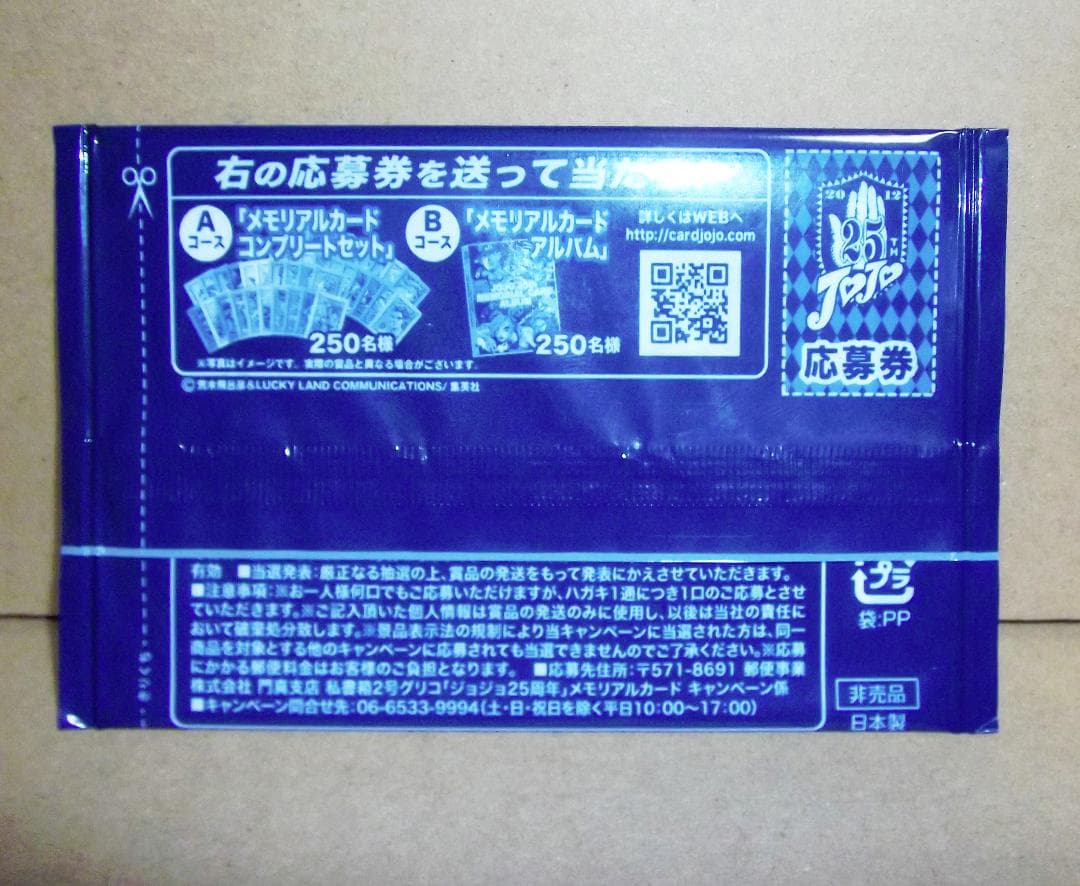 右の応募券を送って当た
A
コース
「メモリアルカード
コンプリートセット」
250名様
B
コース
「メモリアルカード
アルバム」
250名様
詳しくはWEBへ
http://cardjojo.com
※写真はイメージです。実際の賞品と異なる場合がございます。
©荒木飛呂彦&LUCKY LAND COMMUNICATIONS/集英社
2012
25
TH
JOJO
応募券
有効 ■当選発表:厳正なる抽選の上、賞品の発送をもって発表にかえさせていただきます。
■注意事項:※お一人様何口でもご応募いただけますが、ハガキ1通につき1口のご応募とさせ
ていただきます。※ご記入頂いた個人情報は賞品の発送のみに使用し、以後は当社の責任に
おいて破棄処分致します。※景品表示法の規制により当キャンペーンに当選された方は、同一
商品を対象とする他のキャンペーンに応募されても当選できませんのでご了承ください。※応募
にかかる郵便料金はお客様のご負担となります。 ■応募先住所:〒571-8691 郵便事業
株式会社 門真支店 私書箱2号グリコ「ジョジョ25周年」メモリアルカード キャンペーン係
■キャンペーン問合せ先:06-6533-9994(土・日・祝日を除く平日10:00〜17:00)
プラ
袋:PP
非売品
日本製